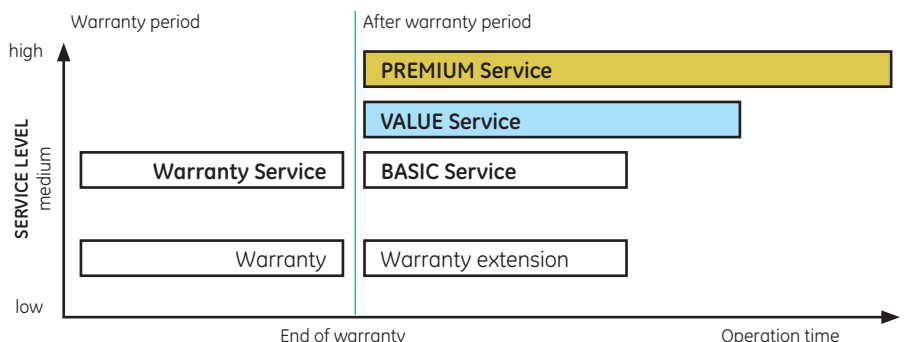 Warranty period
After warranty period
high
PREMIUM Service
VALUE Service
SERVICE LEVEL
medium
Warranty Service
BASIC Service
Warranty
Warranty extension
low
End of warranty
Operation time